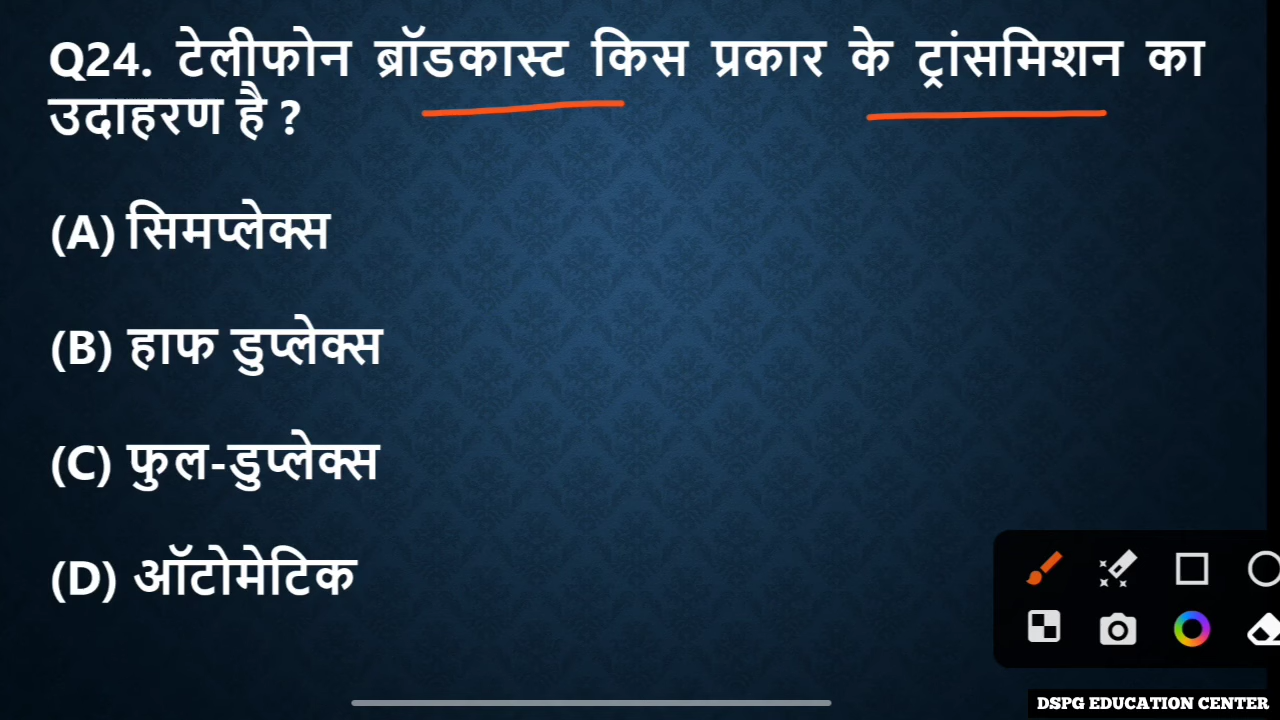 Q24. टेलीफोन ब्रॉडकास्ट किस प्रकार के ट्रांसमिशन का
उदाहरण है ?
(A) सिमप्लेक्स
(B) हाफ डुप्लेक्स
(C) फुल-डुप्लेक्स
(D) ऑटोमेटिक
DSPG EDUCATION CENTER